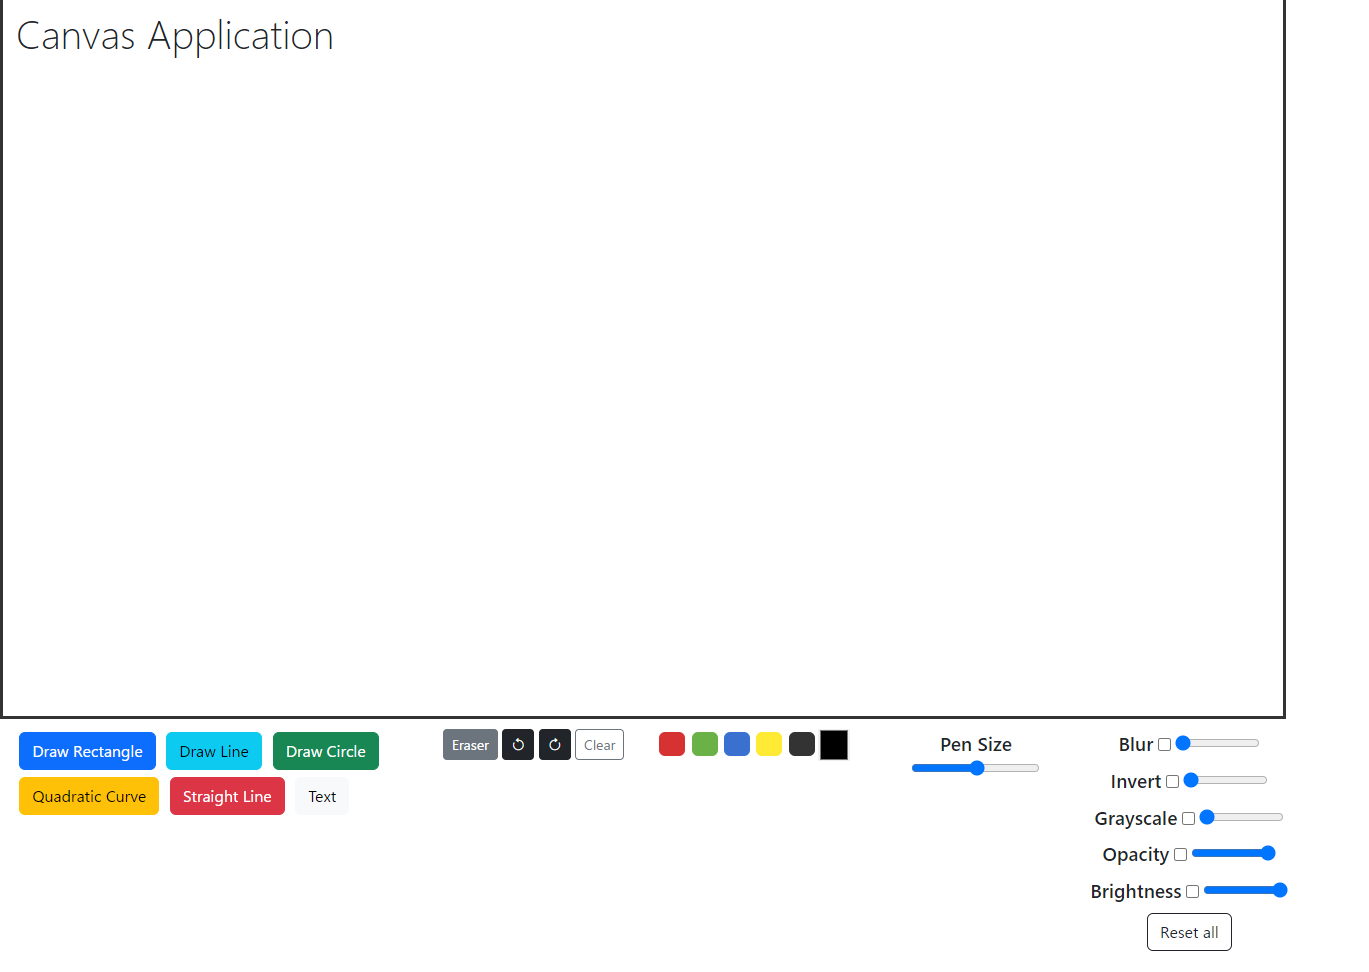 Canvas Application
Draw Rectangle Draw Line Draw Circle
Quadratic Curve Straight Line Text
Eraser Clear
Pen Size
Blur
Invert
Grayscale
Opacity
Brightness
Reset all